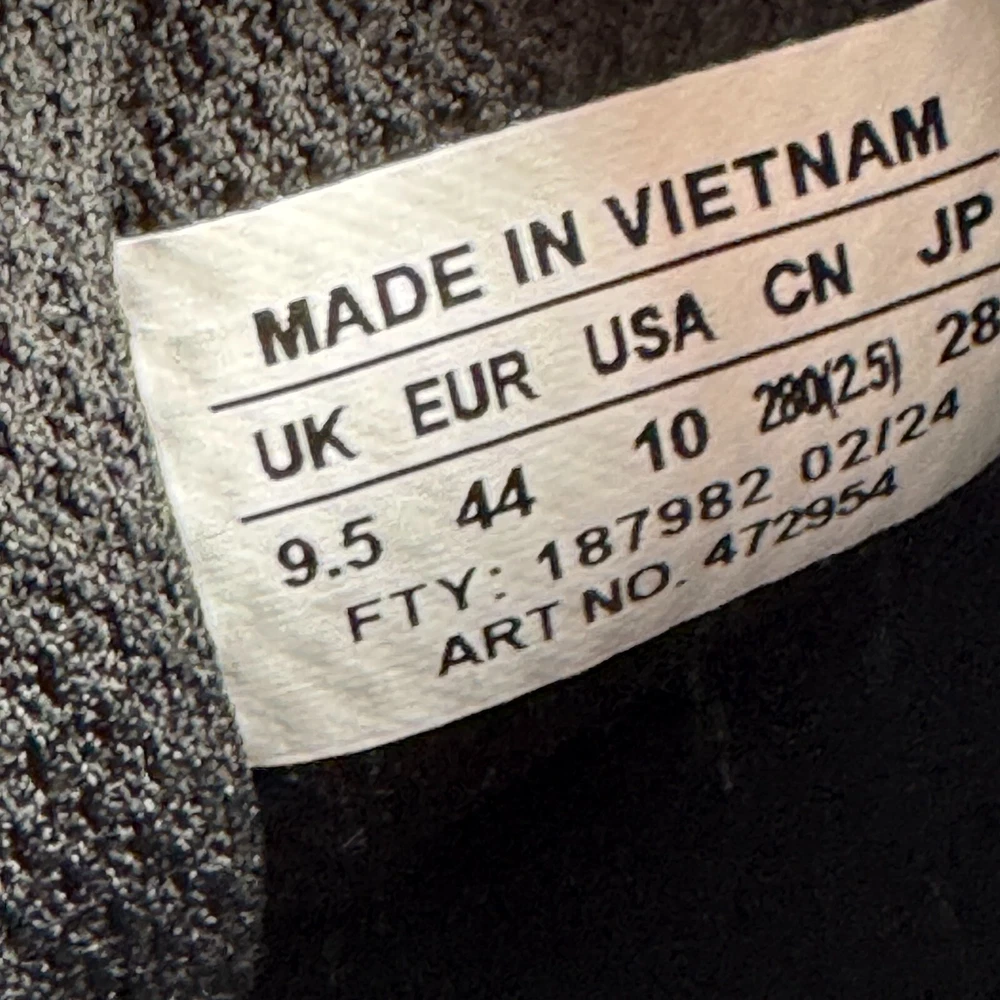 MADE IN VIETNAM
UK EUR USA CN JP
9.5 44 10 280(2.5) 28
FTY: 187982 02/24
ART NO. 472954